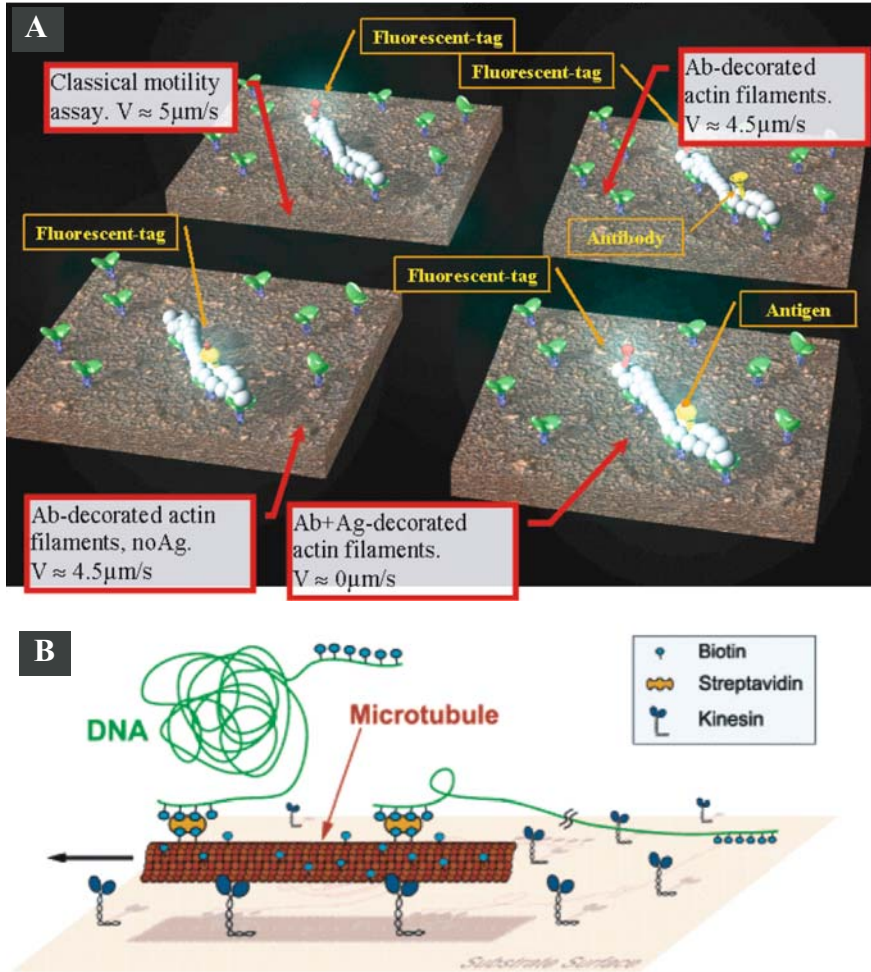 A
Fluorescent-tag
Fluorescent-tag
Classical motility
assay. V ≈ 5μm/s
Ab-decorated
actin filaments.
V ≈ 4.5μm/s
Fluorescent-tag
Antibody
Fluorescent-tag
Antigen
Ab-decorated actin
filaments, noAg.
V ≈ 4.5μm/s
Ab+Ag-decorated
actin filaments.
V ≈ 0μm/s
B
DNA
Microtubule
Biotin
Streptavidin
Kinesin
Substrate Surface